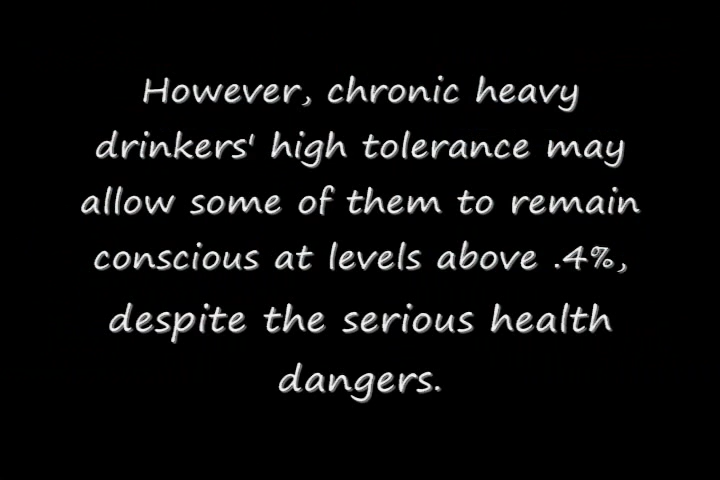 However, chronic heavy
drinkers' high tolerance may
allow some of them to remain
conscious at levels above .4%,
despite the serious health
dangers.